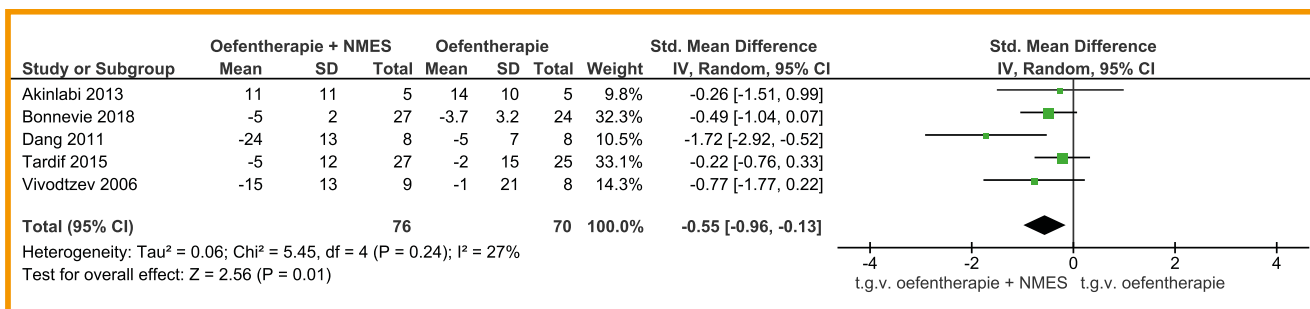 Oefentherapie + NMES Oefentherapie Std. Mean Difference Std. Mean Difference
Study or Subgroup Mean SD Total Mean SD Total Weight IV, Random, 95% CI IV, Random, 95% CI
Akinlabi 2013 11 11 5 14 10 5 9.8% -0.26 [-1.51, 0.99]
Bonnevie 2018 -5 2 27 -3.7 3.2 24 32.3% -0.49 [-1.04, 0.07]
Dang 2011 -24 13 8 -5 7 8 10.5% -1.72 [-2.92, -0.52]
Tardif 2015 -5 12 27 -2 15 25 33.1% -0.22 [-0.76, 0.33]
Vivodtzev 2006 -15 13 9 -1 21 8 14.3% -0.77 [-1.77, 0.22]
Total (95% CI) 76 70 100.0% -0.55 [-0.96, -0.13]
Heterogeneity: Tau² = 0.06; Chi² = 5.45, df = 4 (P = 0.24); I² = 27%
Test for overall effect: Z = 2.56 (P = 0.01)
-4 -2 0 2 4
t.g.v. oefentherapie + NMES t.g.v. oefentherapie